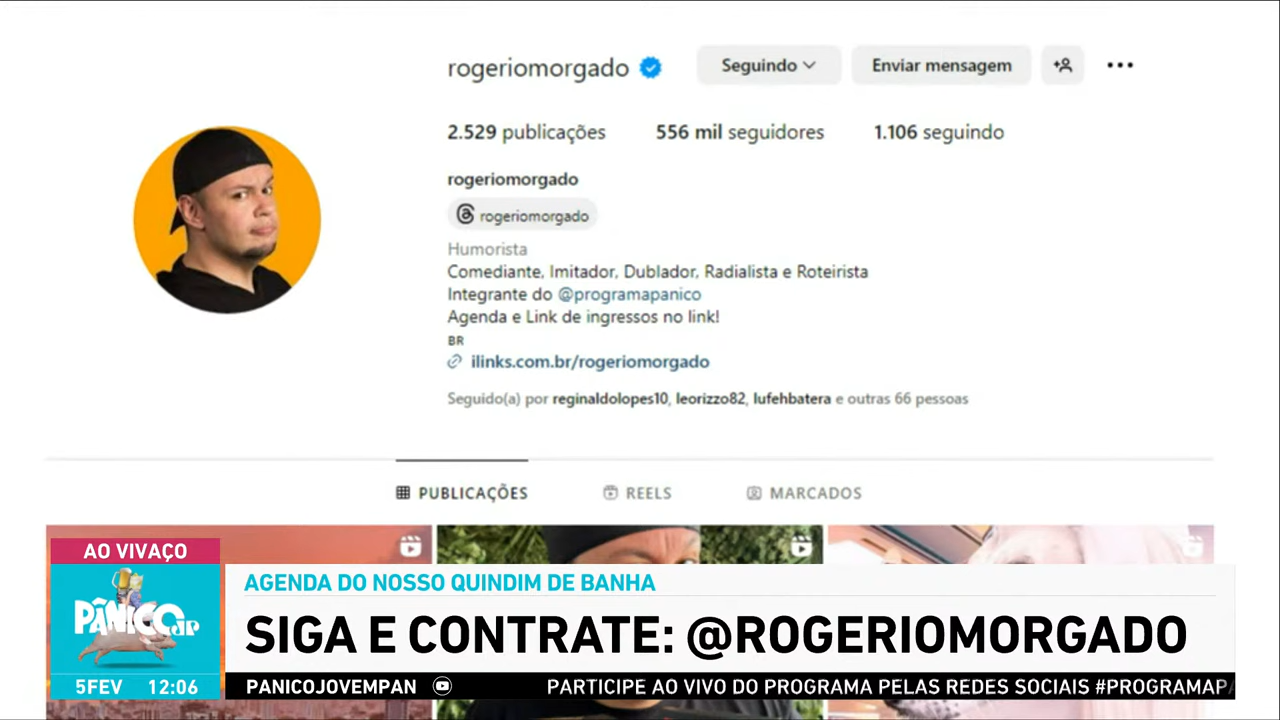 rogeriomorgado
Seguindo
Enviar mensagem
2.529 publicações
556 mil seguidores
1.106 seguindo
rogeriomorgado
rogeriomorgado
Humorista
Comediante, Imitador, Dublador, Radialista e Roteirista
Integrante do @programapanico
Agenda e Link de ingressos no link!
BR
ilinks.com.br/rogeriomorgado
Seguido(a) por reginaldolopes10, leorizzo82, lufehbatera e outras 66 pessoas
PUBLICAÇÕES
REELS
MARCADOS
AO VIVAÇO
PÂNICO JP
AGENDA DO NOSSO QUINDIM DE BANHA
SIGA E CONTRATE: @ROGERIOMORGADO
5FEV 12:06
PANICOJOVEMPAN
PARTICIPE AO VIVO DO PROGRAMA PELAS REDES SOCIAIS #PROGRAMAPA